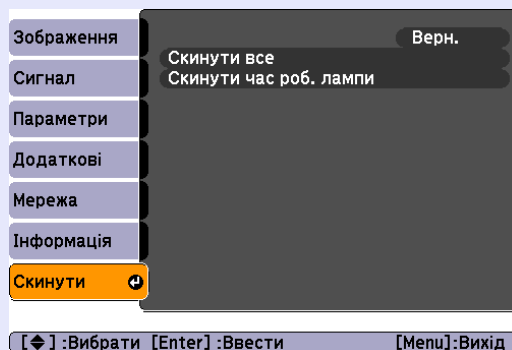 Зображення
Сигнал
Параметри
Додаткові
Мережа
Інформація
Скинути
Верн.
Скинути все
Скинути час роб. лампи
[◆] :Вибрати [Enter] :Ввести [Menu]:Вихід